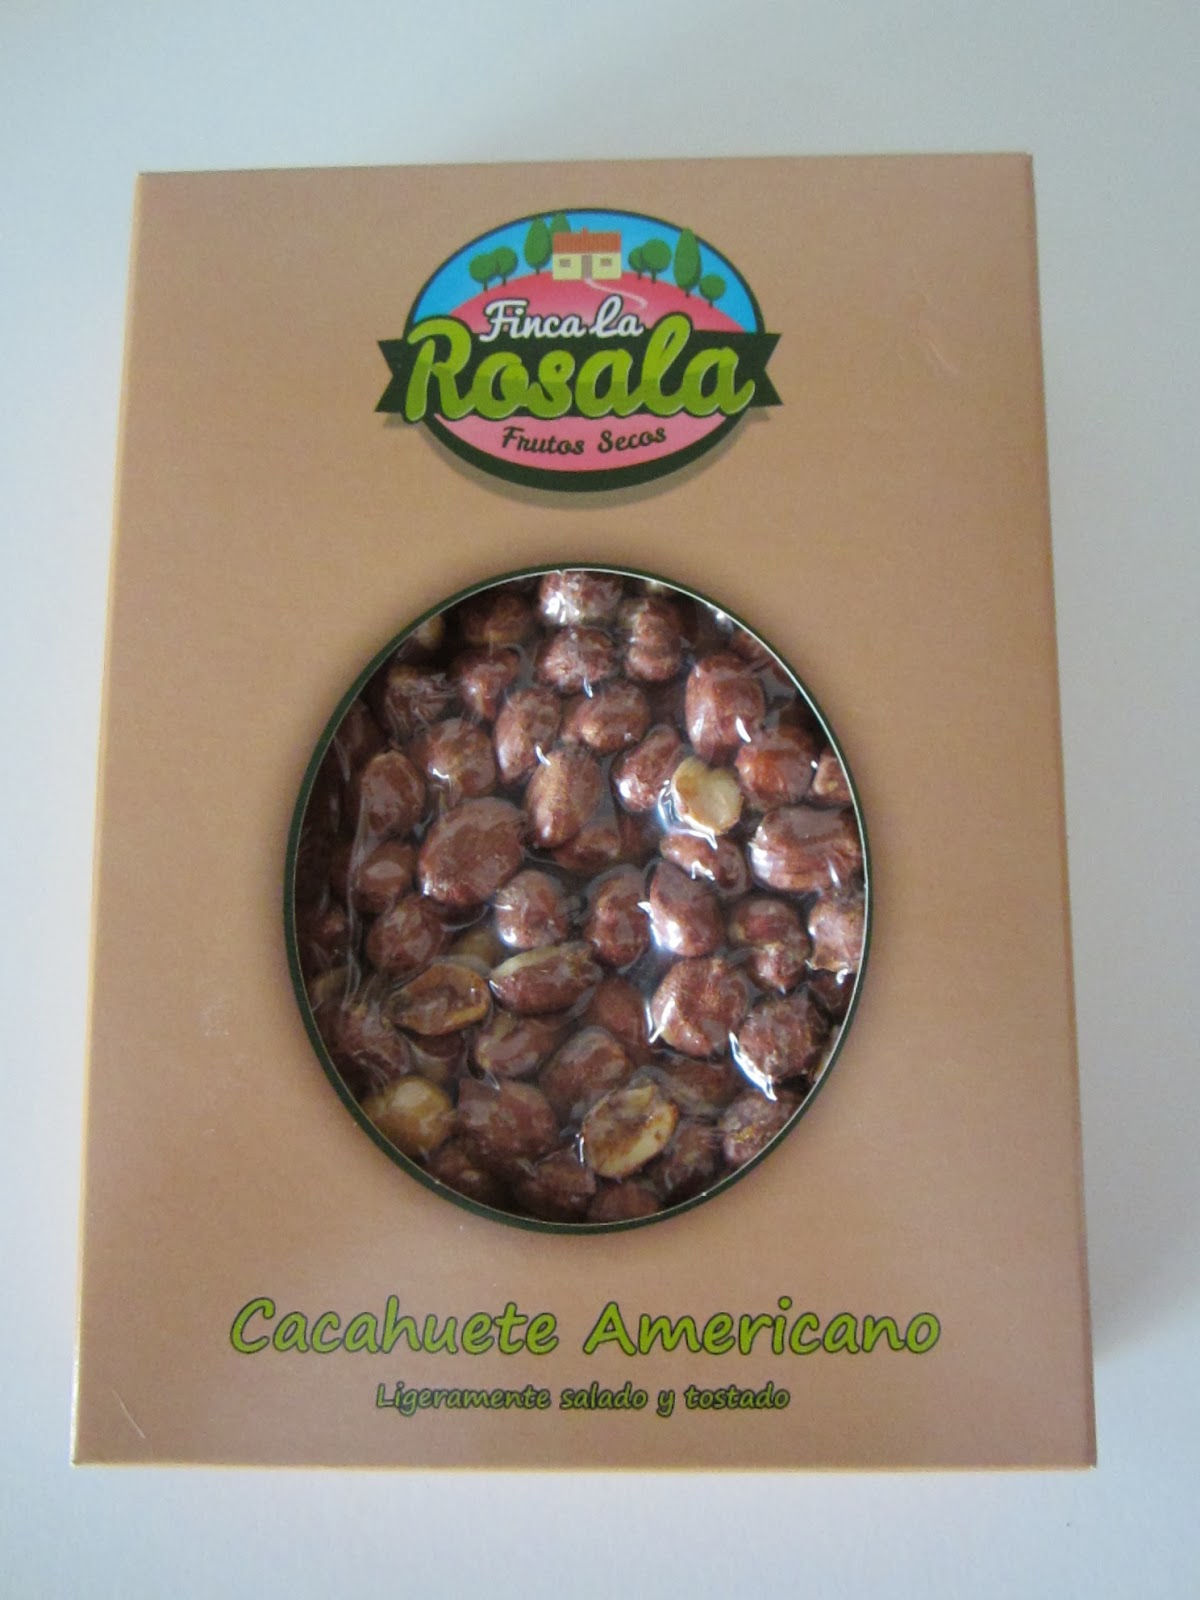 Finca La
Rosala
Frutos Secos
Cacahuete Americano
Ligeramente salado y tostado